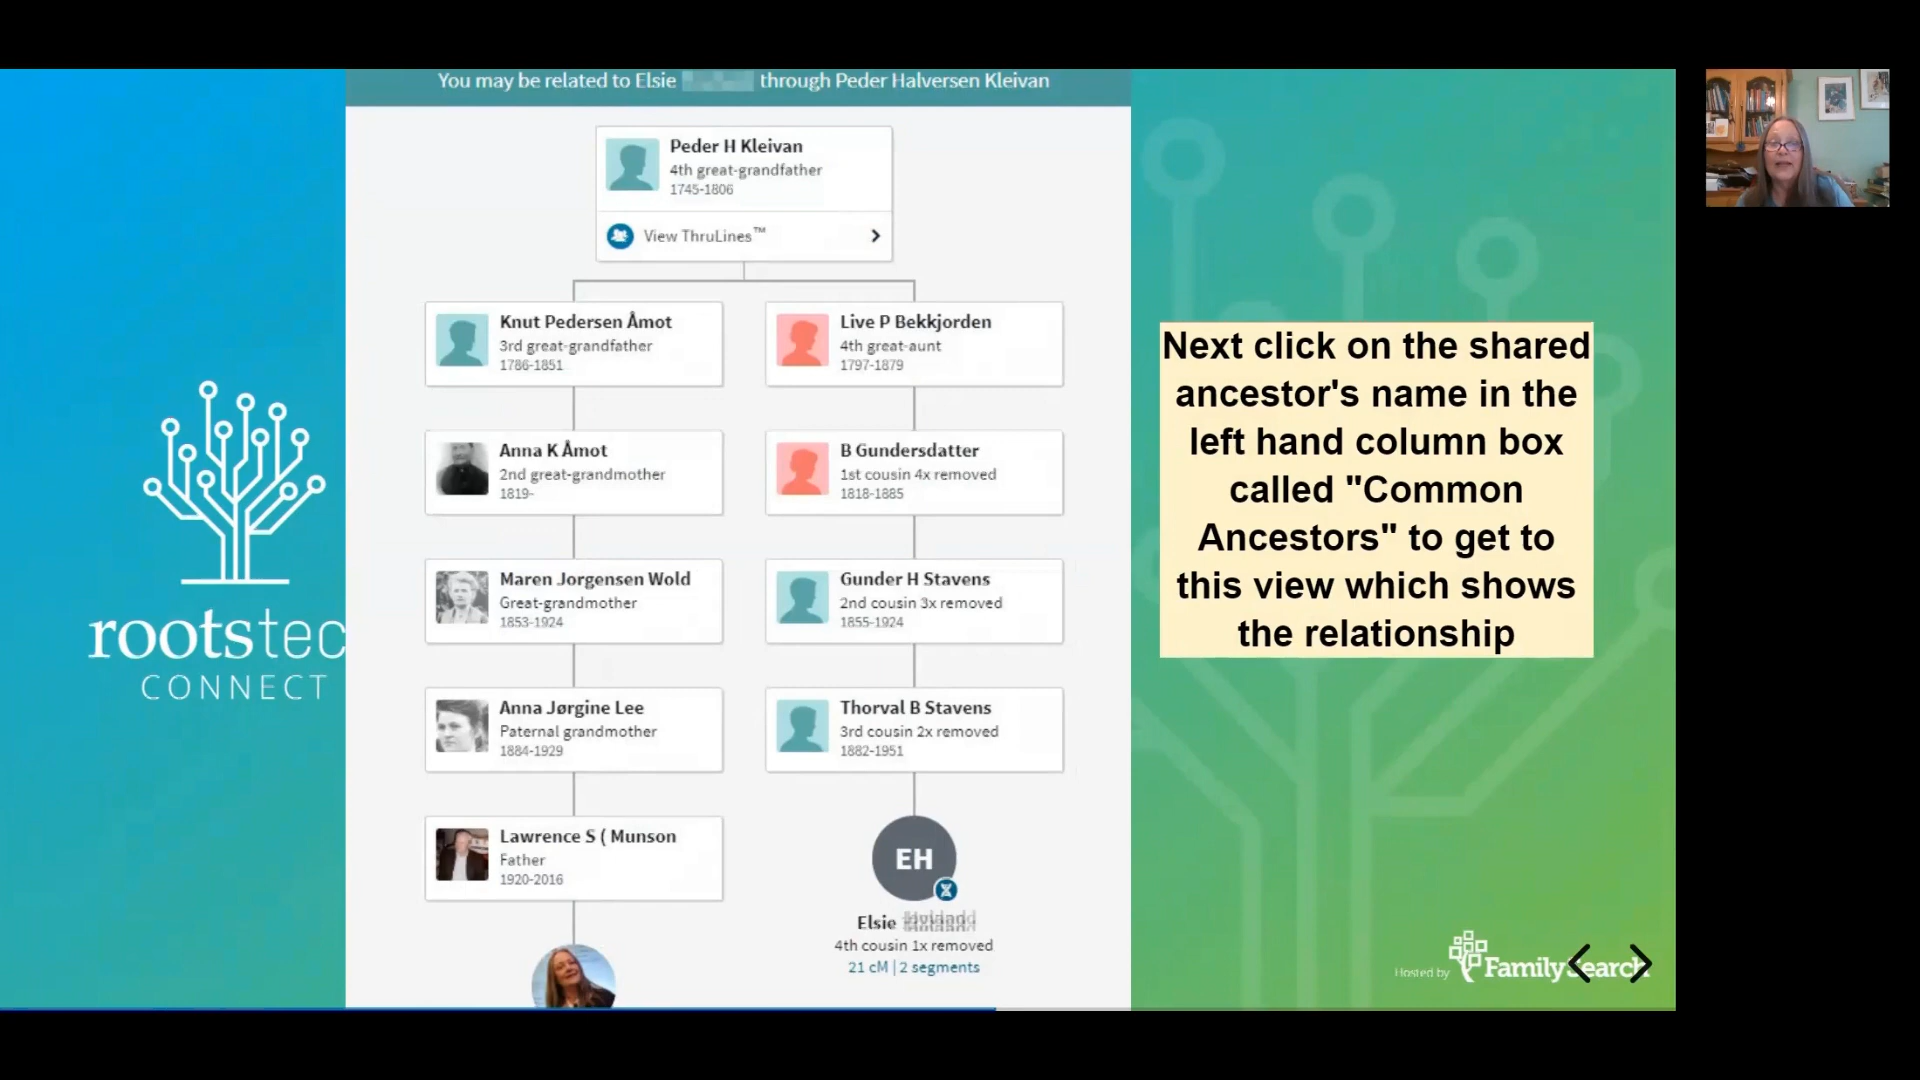 You may be related to Elsie through Peder Halversen Kleivan
Peder H Kleivan
4th great-grandfather
1745-1806
View ThruLines™
Knut Pedersen Åmot
3rd great-grandfather
1786-1851
Live P Bekkjorden
4th great-aunt
1797-1879
Anna K Åmot
2nd great-grandmother
1819-
B Gundersdatter
1st cousin 4x removed
1818-1885
Maren Jorgensen Wold
Great-grandmother
1853-1924
Gunder H Stavens
2nd cousin 3x removed
1855-1924
Anna Jørgine Lee
Paternal grandmother
1884-1929
Thorval B Stavens
3rd cousin 2x removed
1882-1951
Lawrence S ( Munson
Father
1920-2016
EH
Elsie
4th cousin 1x removed
21 cM | 2 segments
Next click on the shared
ancestor's name in the
left hand column box
called "Common
Ancestors" to get to
this view which shows
the relationship
rootstec
CONNECT
Hosted by FamilySearch